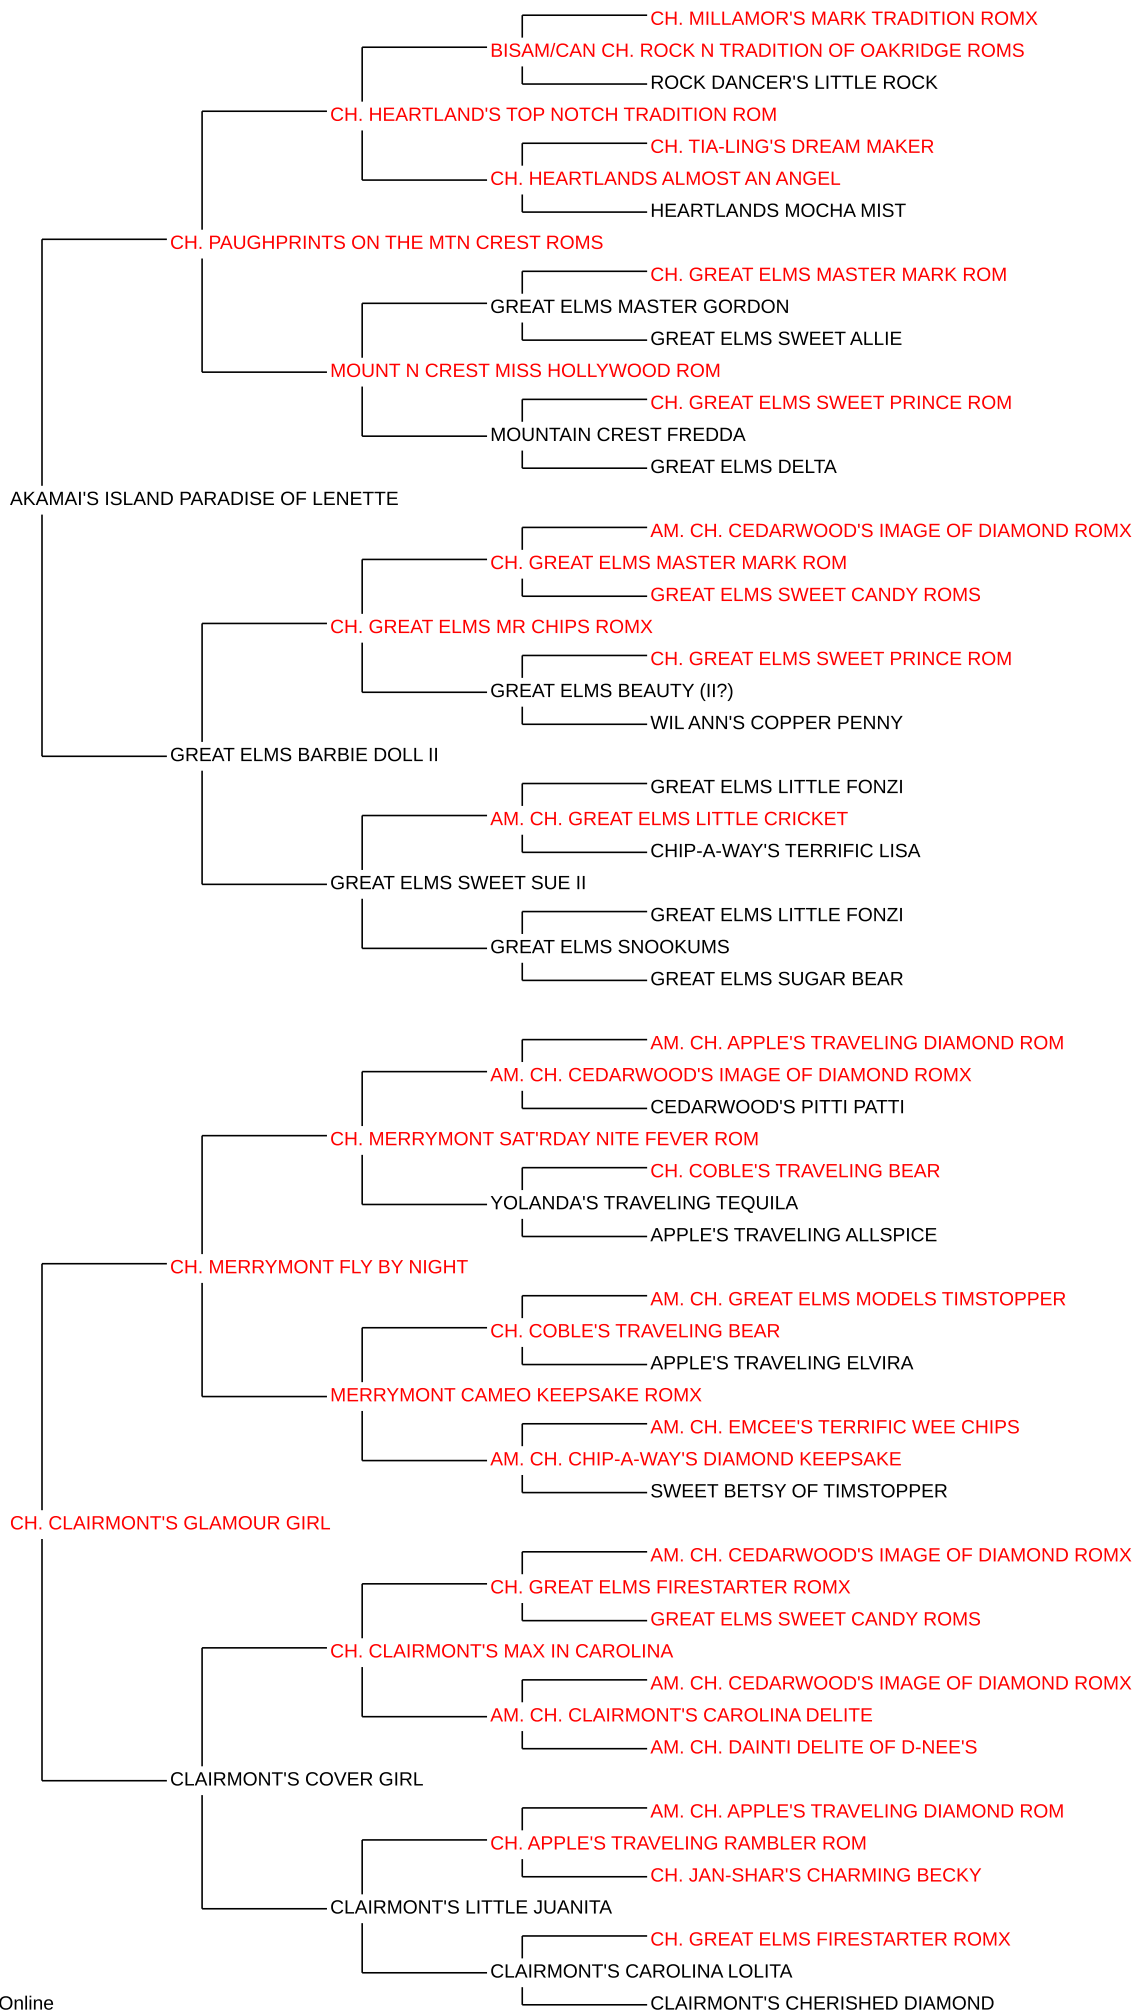 CH. MILLAMOR'S MARK TRADITION ROMX
BISAM/CAN CH. ROCK N TRADITION OF OAKRIDGE ROMS
ROCK DANCER'S LITTLE ROCK
CH. HEARTLAND'S TOP NOTCH TRADITION ROM
CH. TIA-LING'S DREAM MAKER
CH. HEARTLANDS ALMOST AN ANGEL
HEARTLANDS MOCHA MIST
CH. PAUGHPRINTS ON THE MTN CREST ROMS
CH. GREAT ELMS MASTER MARK ROM
GREAT ELMS MASTER GORDON
GREAT ELMS SWEET ALLIE
MOUNT N CREST MISS HOLLYWOOD ROM
CH. GREAT ELMS SWEET PRINCE ROM
MOUNTAIN CREST FREDDA
GREAT ELMS DELTA
AKAMAI'S ISLAND PARADISE OF LENETTE
AM. CH. CEDARWOOD'S IMAGE OF DIAMOND ROMX
CH. GREAT ELMS MASTER MARK ROM
GREAT ELMS SWEET CANDY ROMS
CH. GREAT ELMS MR CHIPS ROMX
CH. GREAT ELMS SWEET PRINCE ROM
GREAT ELMS BEAUTY (II?)
WIL ANN'S COPPER PENNY
GREAT ELMS BARBIE DOLL II
GREAT ELMS LITTLE FONZI
AM. CH. GREAT ELMS LITTLE CRICKET
CHIP-A-WAY'S TERRIFIC LISA
GREAT ELMS SWEET SUE II
GREAT ELMS LITTLE FONZI
GREAT ELMS SNOOKUMS
GREAT ELMS SUGAR BEAR
AM. CH. APPLE'S TRAVELING DIAMOND ROM
AM. CH. CEDARWOOD'S IMAGE OF DIAMOND ROMX
CEDARWOOD'S PITTI PATTI
CH. MERRYMONT SAT'RDAY NITE FEVER ROM
CH. COBLE'S TRAVELING BEAR
YOLANDA'S TRAVELING TEQUILA
APPLE'S TRAVELING ALLSPICE
CH. MERRYMONT FLY BY NIGHT
AM. CH. GREAT ELMS MODELS TIMSTOPPER
CH. COBLE'S TRAVELING BEAR
APPLE'S TRAVELING ELVIRA
MERRYMONT CAMEO KEEPSAKE ROMX
AM. CH. EMCEE'S TERRIFIC WEE CHIPS
AM. CH. CHIP-A-WAY'S DIAMOND KEEPSAKE
SWEET BETSY OF TIMSTOPPER
CH. CLAIRMONT'S GLAMOUR GIRL
AM. CH. CEDARWOOD'S IMAGE OF DIAMOND ROMX
CH. GREAT ELMS FIRESTARTER ROMX
GREAT ELMS SWEET CANDY ROMS
CH. CLAIRMONT'S MAX IN CAROLINA
AM. CH. CEDARWOOD'S IMAGE OF DIAMOND ROMX
AM. CH. CLAIRMONT'S CAROLINA DELITE
AM. CH. DAINTI DELITE OF D-NEE'S
CLAIRMONT'S COVER GIRL
AM. CH. APPLE'S TRAVELING DIAMOND ROM
CH. APPLE'S TRAVELING RAMBLER ROM
CH. JAN-SHAR'S CHARMING BECKY
CLAIRMONT'S LITTLE JUANITA
CH. GREAT ELMS FIRESTARTER ROMX
CLAIRMONT'S CAROLINA LOLITA
CLAIRMONT'S CHERISHED DIAMOND
Online